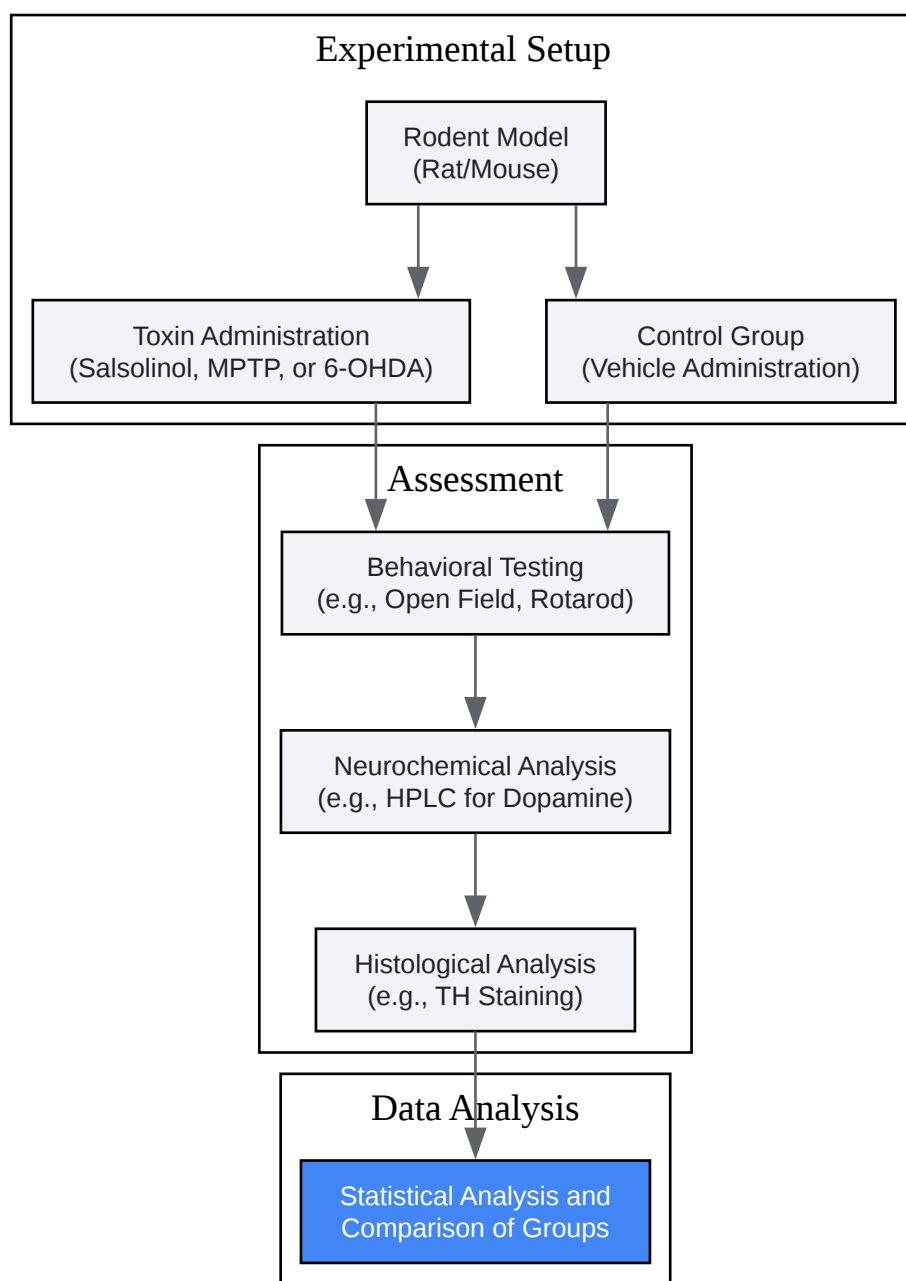 Experimental Setup
Rodent Model
(Rat/Mouse)
Toxin Administration
(Salsolinol, MPTP, or 6-OHDA)
Control Group
(Vehicle Administration)
Assessment
Behavioral Testing
(e.g., Open Field, Rotarod)
Neurochemical Analysis
(e.g., HPLC for Dopamine)
Histological Analysis
(e.g., TH Staining)
Data Analysis
Statistical Analysis and
Comparison of Groups